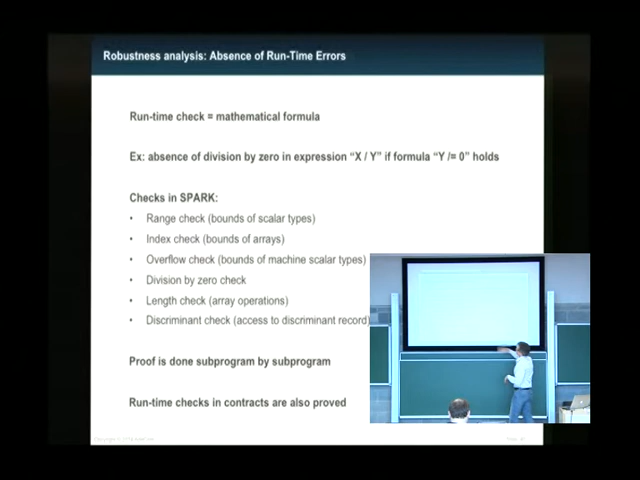 Robustness analysis: Absence of Run-Time Errors
Run-time check = mathematical formula
Ex: absence of division by zero in expression “X / Y” if formula “Y /= 0” holds
Checks in SPARK:
• Range check (bounds of scalar types)
• Index check (bounds of arrays)
• Overflow check (bounds of machine scalar types)
• Division by zero check
• Length check (array operations)
• Discriminant check (access to discriminant record)
Proof is done subprogram by subprogram
Run-time checks in contracts are also proved